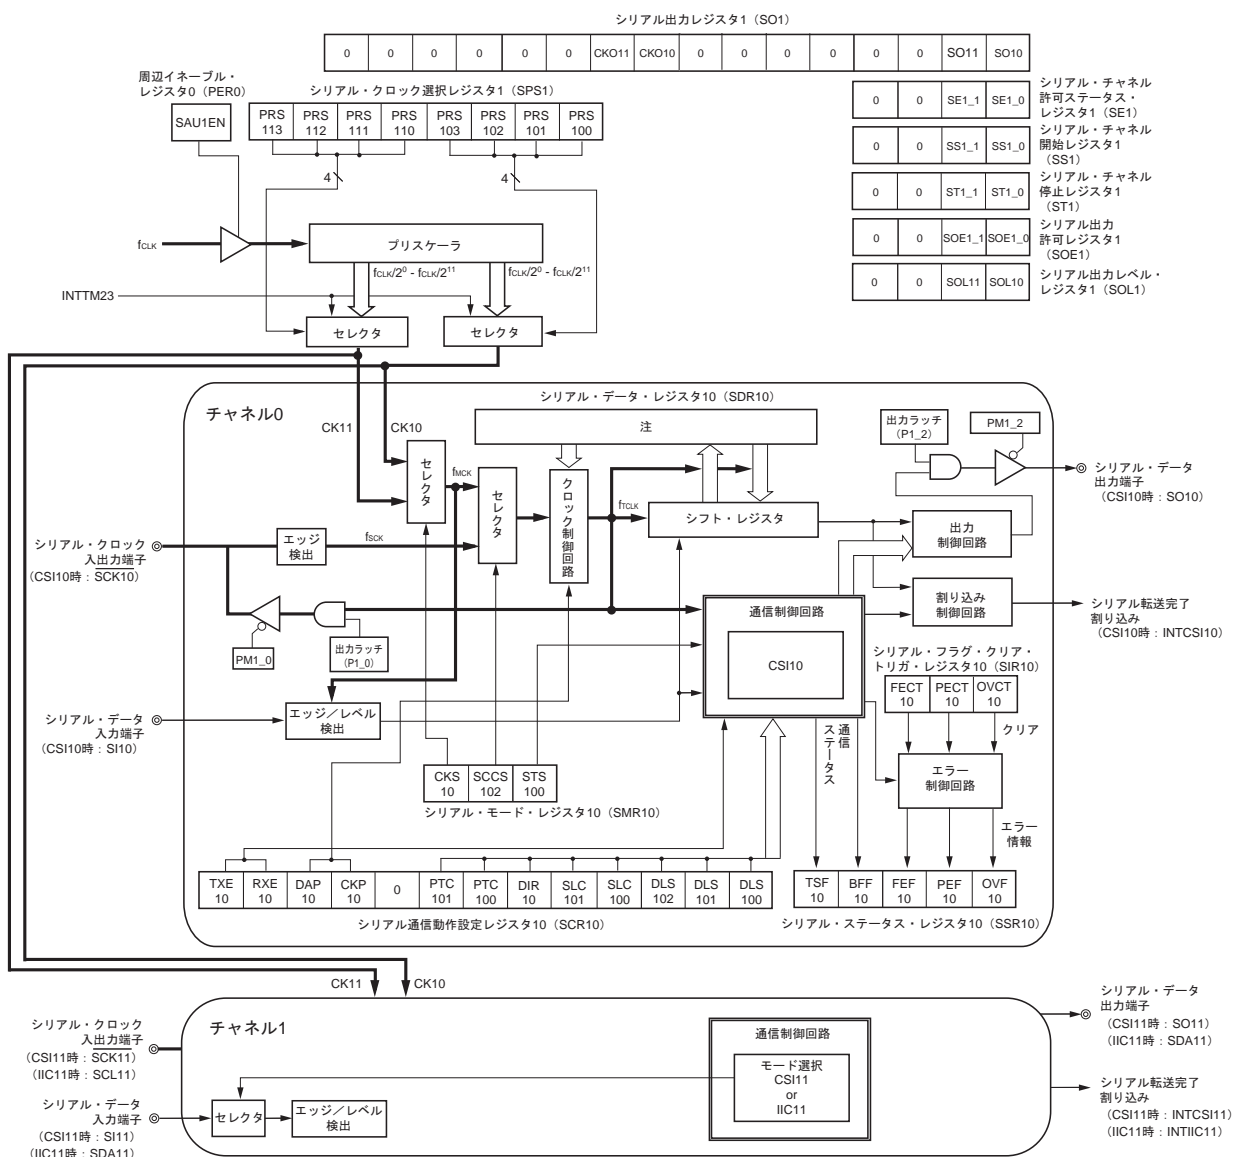 シリアル出力レジスタ1（SO1）
0 0 0 0 0 0 CKO11 CKO10 0 0 0 0 0 0 SO11 SO10
周辺イネーブル・
レジスタ0（PER0）
SAU1EN
シリアル・クロック選択レジスタ1（SPS1）
PRS PRS PRS PRS PRS PRS PRS PRS
113 112 111 110 103 102 101 100
4 4
0 0 SE1_1 SE1_0
シリアル・チャネル
許可ステータス・
レジスタ1（SE1）
0 0 SS1_1 SS1_0
シリアル・チャネル
開始レジスタ1
（SS1）
0 0 ST1_1 ST1_0
シリアル・チャネル
停止レジスタ1
（ST1）
0 0 SOE1_1 SOE1_0
シリアル出力
許可レジスタ1
（SOE1）
0 0 SOL11 SOL10
シリアル出力レベル・
レジスタ1（SOL1）
fCLK
プリスケーラ
fCLK/2⁰ - fCLK/2¹¹ fCLK/2⁰ - fCLK/2¹¹
INTTM23
セレクタ セレクタ
チャネル0
CK11 CK10
シリアル・データ・レジスタ10（SDR10）
注
セレクタ
fMCK
セレクタ
クロック制御回路
fTCLK
シフト・レジスタ
出力ラッチ
（P1_2）
PM1_2
シリアル・データ
出力端子
（CSI10時：SO10）
出力
制御回路
シリアル・クロック
入出力端子
（CSI10時：SCK10）
エッジ
検出
fSCK
PM1_0
出力ラッチ
（P1_0）
通信制御回路
CSI10
割り込み
制御回路
シリアル転送完了
割り込み
（CSI10時：INTCSI10）
シリアル・データ
入力端子
（CSI10時：SI10）
エッジ／レベル
検出
シリアル・フラグ・クリア・
トリガ・レジスタ10（SIR10）
FECT PECT OVCT
10 10 10
クリア
通信
ステータス
エラー
制御回路
エラー
情報
CKS SCCS STS
10 102 100
シリアル・モード・レジスタ10（SMR10）
TXE RXE DAP CKP 0 PTC PTC DIR SLC SLC DLS DLS DLS
10 10 10 10 101 100 10 101 100 102 101 100
シリアル通信動作設定レジスタ10（SCR10）
TSF BFF FEF PEF OVF
10 10 10 10 10
シリアル・ステータス・レジスタ10（SSR10）
CK11 CK10
チャネル1
シリアル・クロック
入出力端子
（CSI11時：SCK11）
（IIC11時：SCL11）
シリアル・データ
入力端子
（CSI11時：SI11）
（IIC11時：SDA11）
セレクタ
エッジ／レベル
検出
通信制御回路
モード選択
CSI11
or
IIC11
シリアル・データ
出力端子
（CSI11時：SO11）
（IIC11時：SDA11）
シリアル転送完了
割り込み
（CSI11時：INTCSI11）
（IIC11時：INTIIC11）